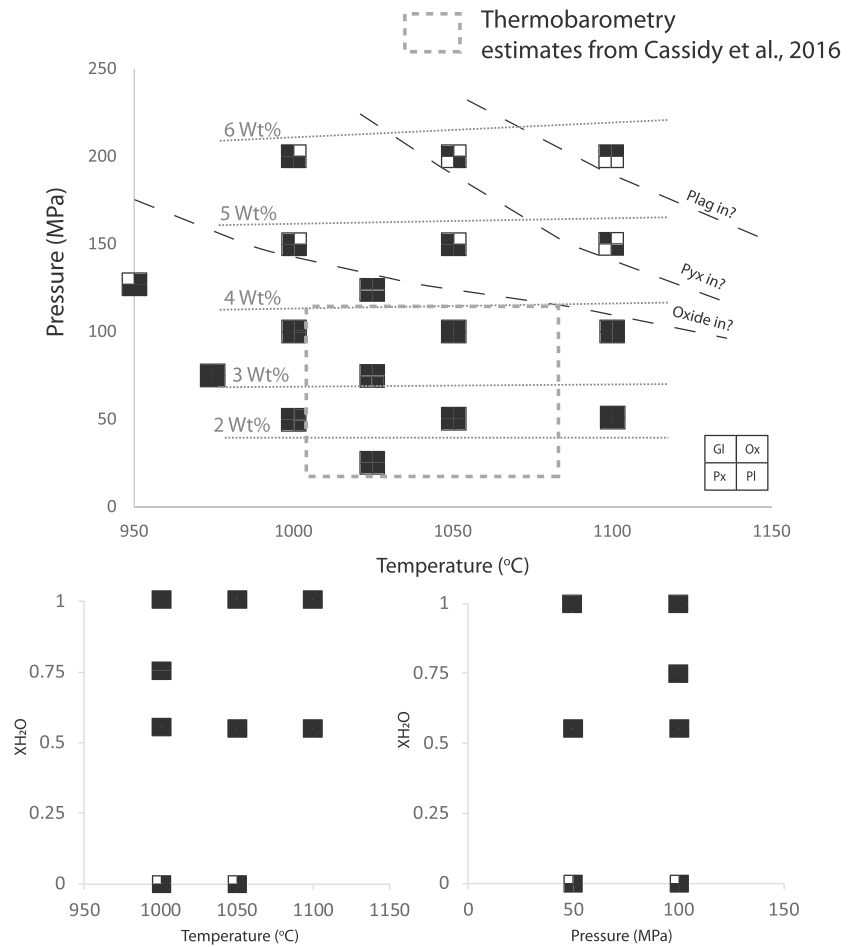 Thermobarometry
estimates from Cassidy et al., 2016
250
6 Wt%
200
Plag in?
5 Wt%
150
Pyx in?
4 Wt%
Oxide in?
100
3 Wt%
2 Wt%
50
Gl Ox
Px Pl
0
950 1000 1050 1100 1150
Pressure (MPa)
Temperature (°C)
1
0.75
0.5
0.25
0
XH₂O
950 1000 1050 1100 1150
Temperature (°C)
1
0.75
0.5
0.25
0
XH₂O
0 50 100 150
Pressure (MPa)